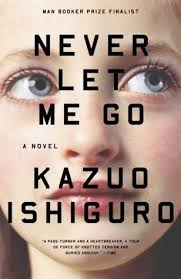 MAN BOOKER PRIZE FINALIST
NEVER
LET
ME GO
A NOVEL
KAZUO
ISHIGURO
"A PAGE-TURNER AND A HEARTBREAKER, A TOUR
DE FORCE OF KNOTTED TENSION AND
BURIED ANGUISH." —TIME